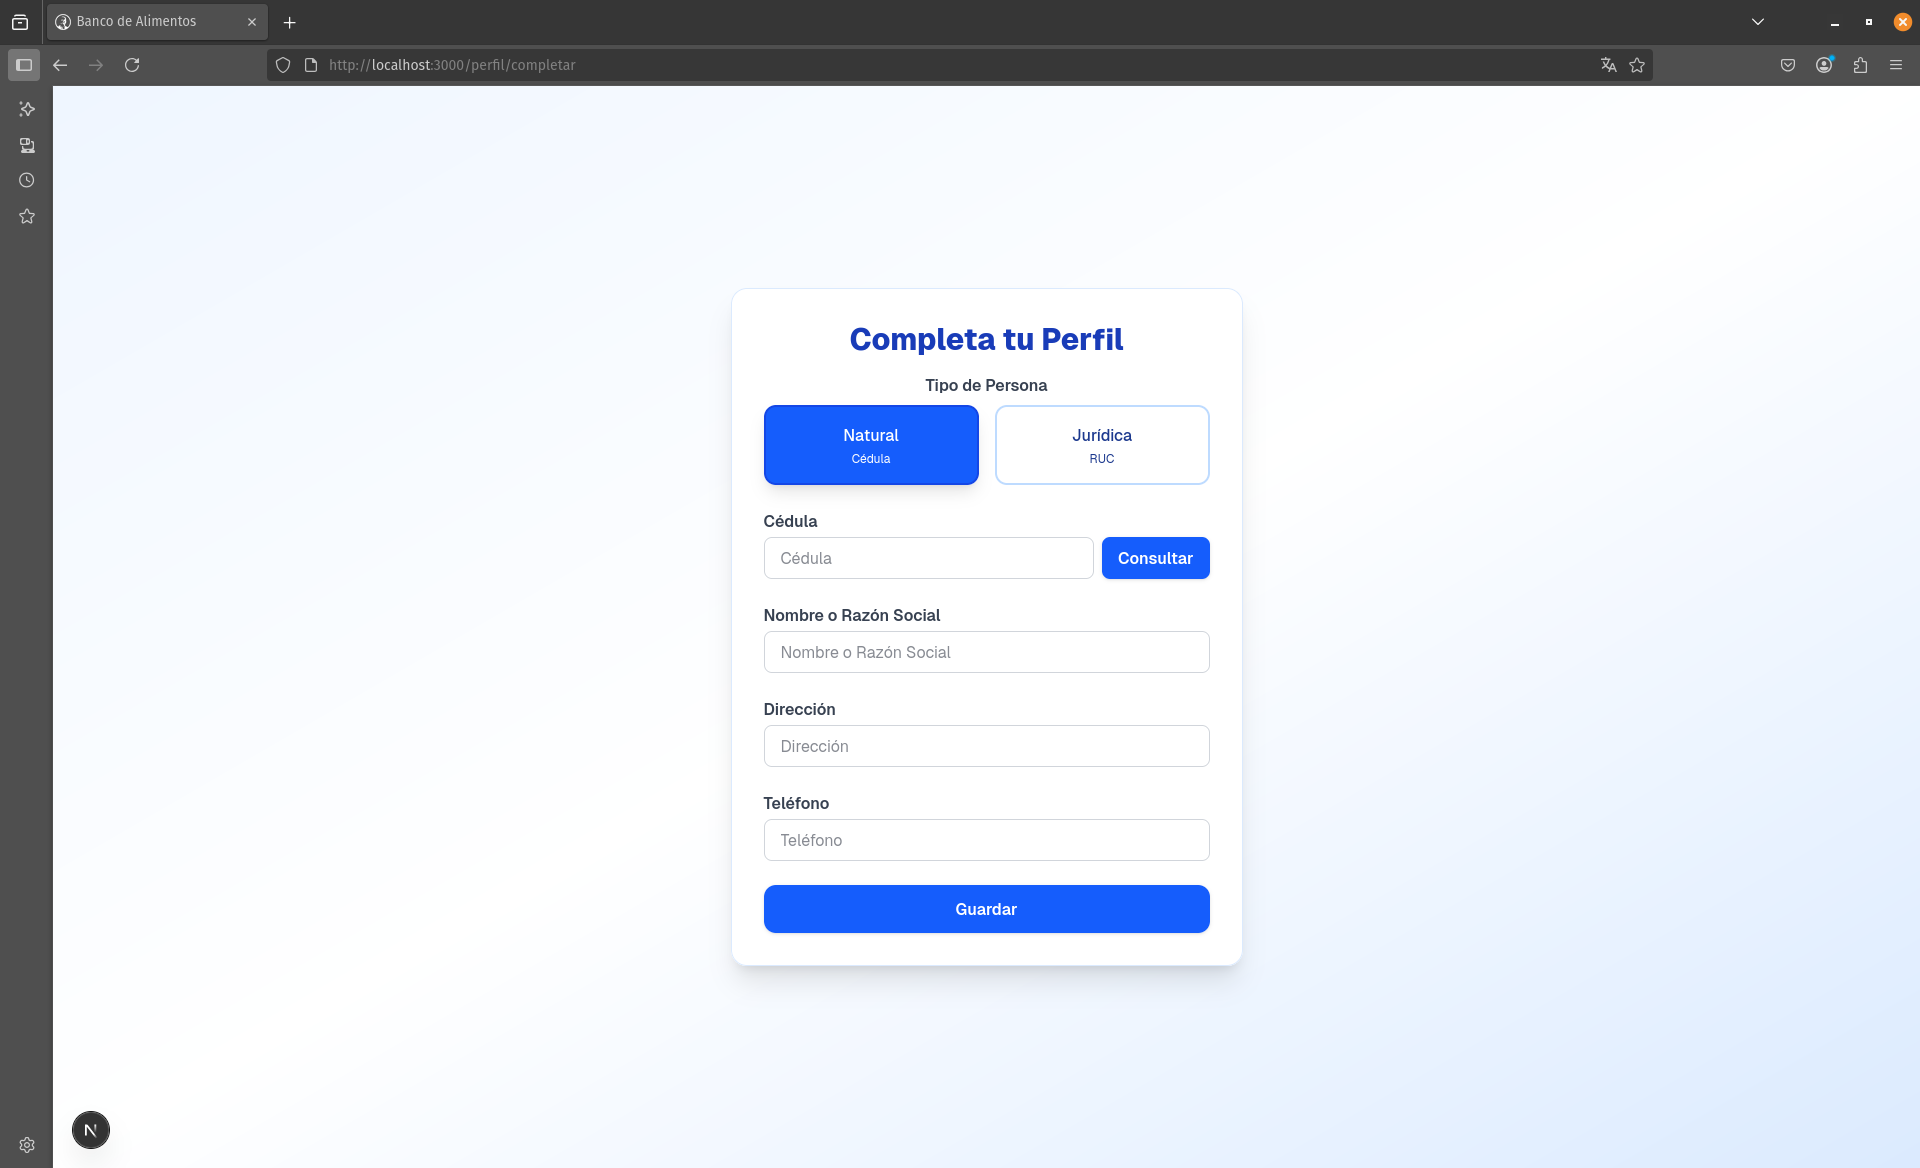 Banco de Alimentos
http://localhost:3000/perfil/completar
Completa tu Perfil
Tipo de Persona
Natural
Cédula
Jurídica
RUC
Cédula
Cédula
Consultar
Nombre o Razón Social
Nombre o Razón Social
Dirección
Dirección
Teléfono
Teléfono
Guardar
N